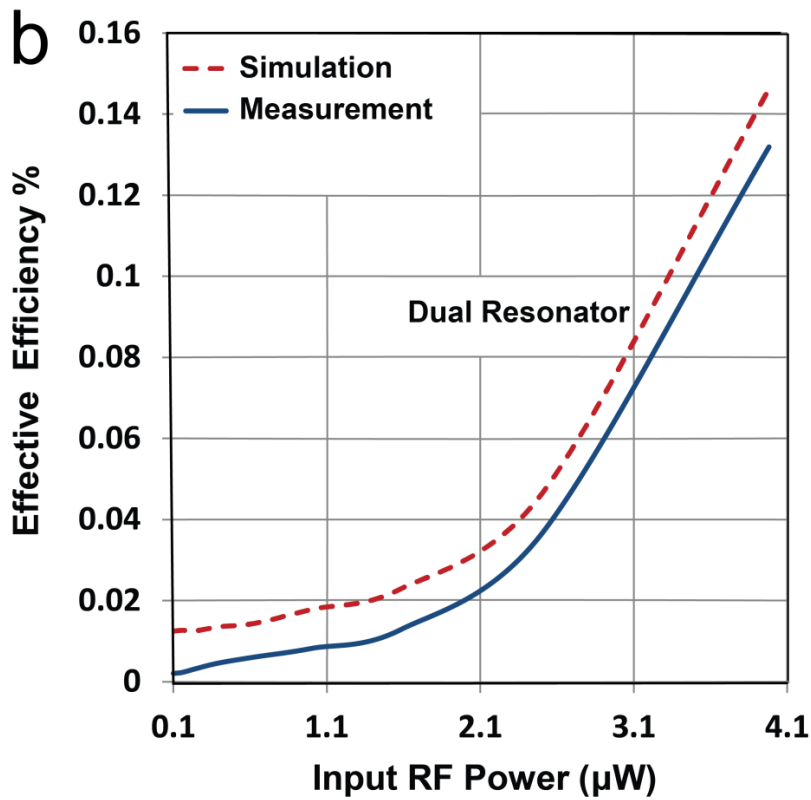 b
Effective Efficiency %
0.16
0.14
0.12
0.1
0.08
0.06
0.04
0.02
0
Simulation
Measurement
Dual Resonator
0.1 1.1 2.1 3.1 4.1
Input RF Power (μW)